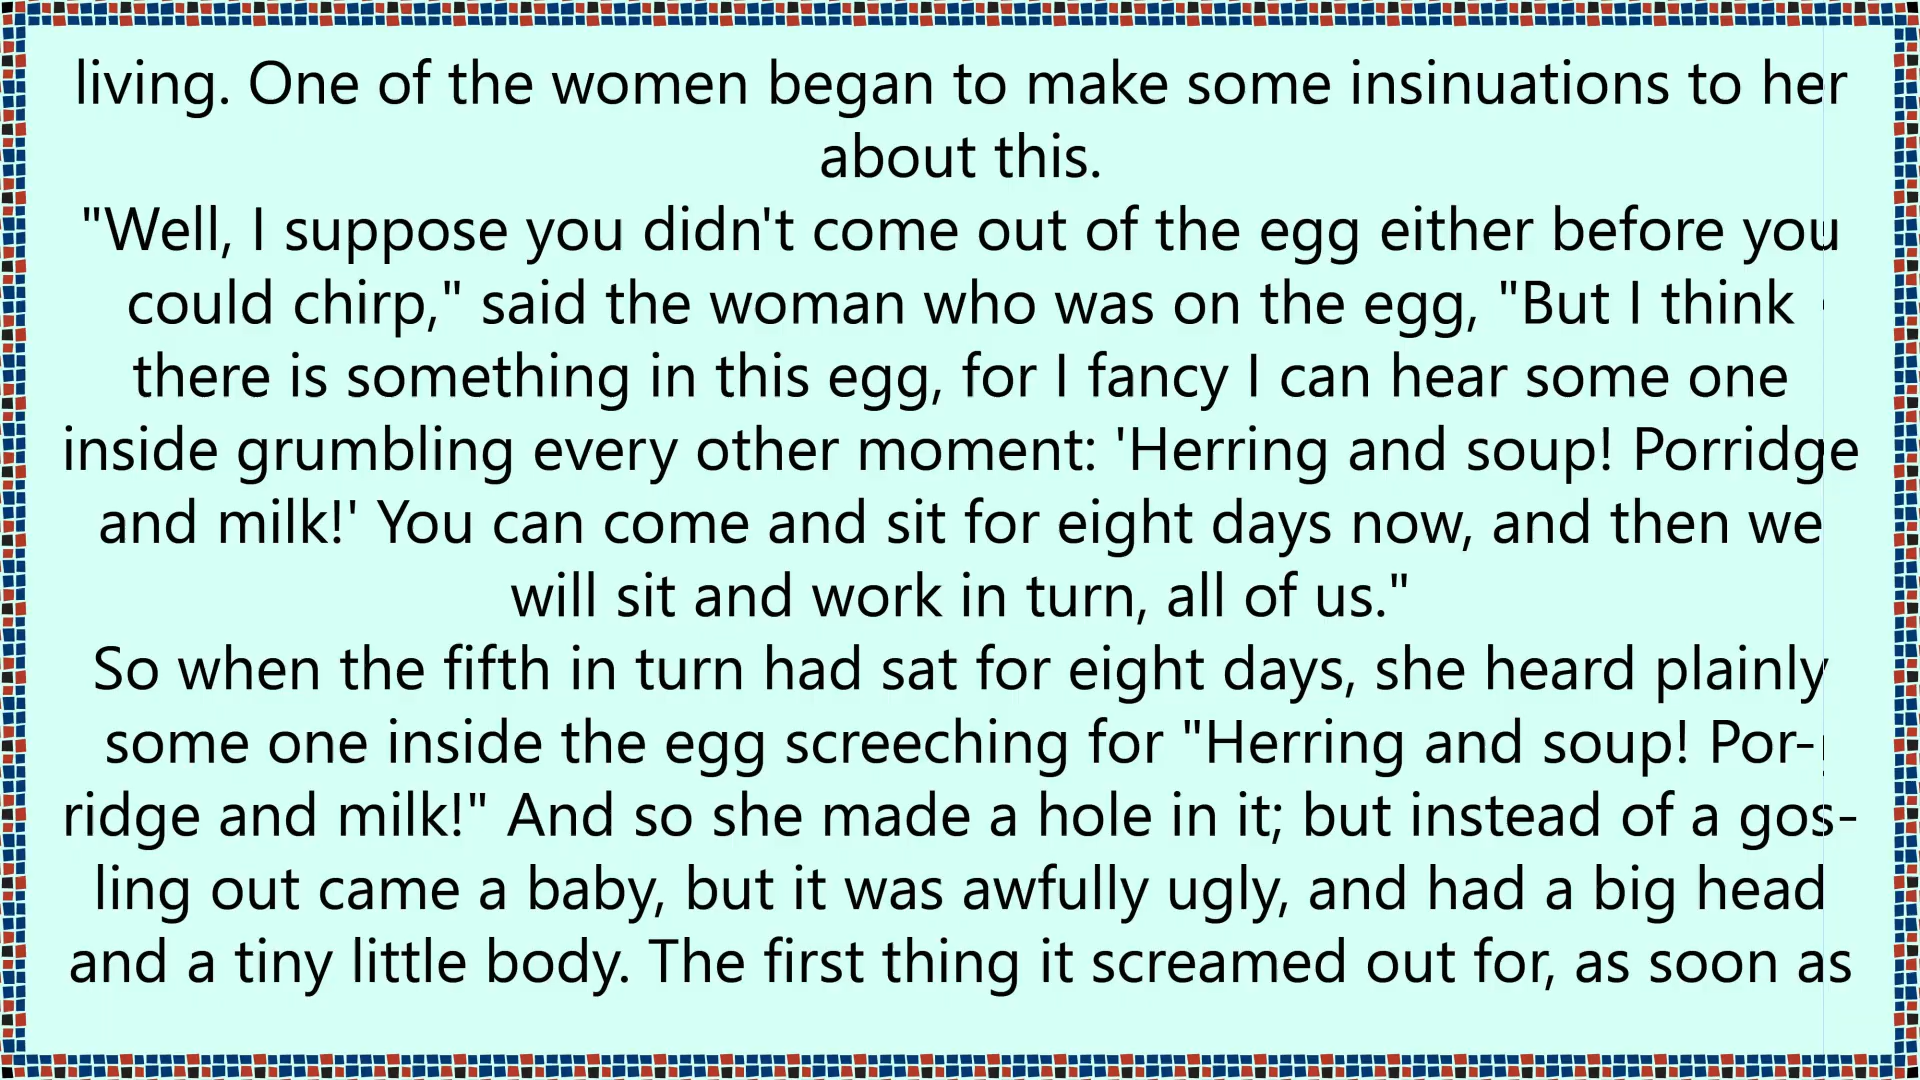 living. One of the women began to make some insinuations to her
about this.
"Well, I suppose you didn't come out of the egg either before you
could chirp," said the woman who was on the egg, "But I think
there is something in this egg, for I fancy I can hear some one
inside grumbling every other moment: 'Herring and soup! Porridge
and milk!' You can come and sit for eight days now, and then we
will sit and work in turn, all of us."
So when the fifth in turn had sat for eight days, she heard plainly
some one inside the egg screeching for "Herring and soup! Por-
ridge and milk!" And so she made a hole in it; but instead of a gos-
ling out came a baby, but it was awfully ugly, and had a big head
and a tiny little body. The first thing it screamed out for, as soon as